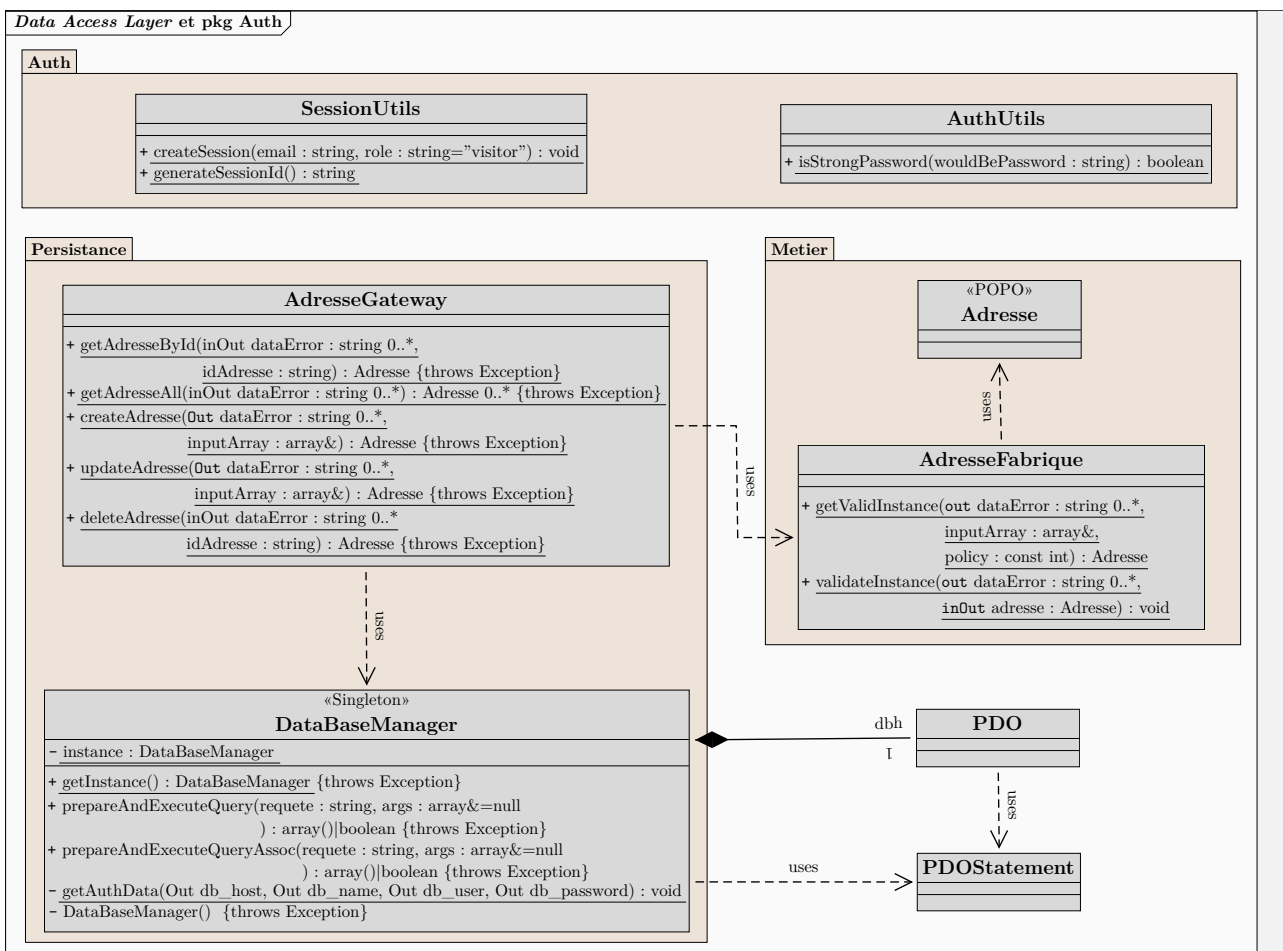 Data Access Layer et pkg Auth
Auth
SessionUtils
+ createSession(email : string, role : string="visitor") : void
+ generateSessionId() : string
AuthUtils
+ isStrongPassword(wouldBePassword : string) : boolean
Persistance
AdresseGateway
+ getAdresseById(inOut dataError : string 0..*,
idAdresse : string) : Adresse {throws Exception}
+ getAdresseAll(inOut dataError : string 0..*) : Adresse 0..* {throws Exception}
+ createAdresse(Out dataError : string 0..*,
inputArray : array&) : Adresse {throws Exception}
+ updateAdresse(Out dataError : string 0..*,
inputArray : array&) : Adresse {throws Exception}
+ deleteAdresse(inOut dataError : string 0..*
idAdresse : string) : Adresse {throws Exception}
uses
uses
Metier
«POPO»
Adresse
uses
AdresseFabrique
+ getValidInstance(out dataError : string 0..*,
inputArray : array&,
policy : const int) : Adresse
+ validateInstance(out dataError : string 0..*,
inOut adresse : Adresse) : void
«Singleton»
DataBaseManager
- instance : DataBaseManager
+ getInstance() : DataBaseManager {throws Exception}
+ prepareAndExecuteQuery(requete : string, args : array&=null
) : array()|boolean {throws Exception}
+ prepareAndExecuteQueryAssoc(requete : string, args : array&=null
) : array()|boolean {throws Exception}
- getAuthData(Out db_host, Out db_name, Out db_user, Out db_password) : void
- DataBaseManager() {throws Exception}
dbh
1
PDO
uses
uses
PDOStatement